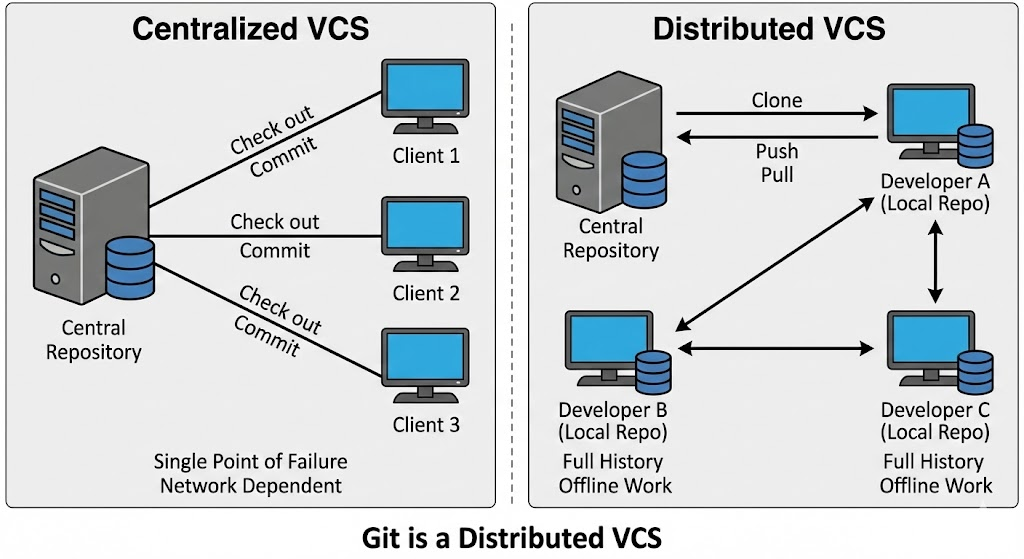 Centralized VCS
Check out
Commit
Client 1
Check out
Commit
Client 2
Check out
Commit
Client 3
Central
Repository
Single Point of Failure
Network Dependent
Distributed VCS
Clone
Push
Pull
Central
Repository
Developer A
(Local Repo)
Developer B
(Local Repo)
Full History
Offline Work
Developer C
(Local Repo)
Full History
Offline Work
Git is a Distributed VCS